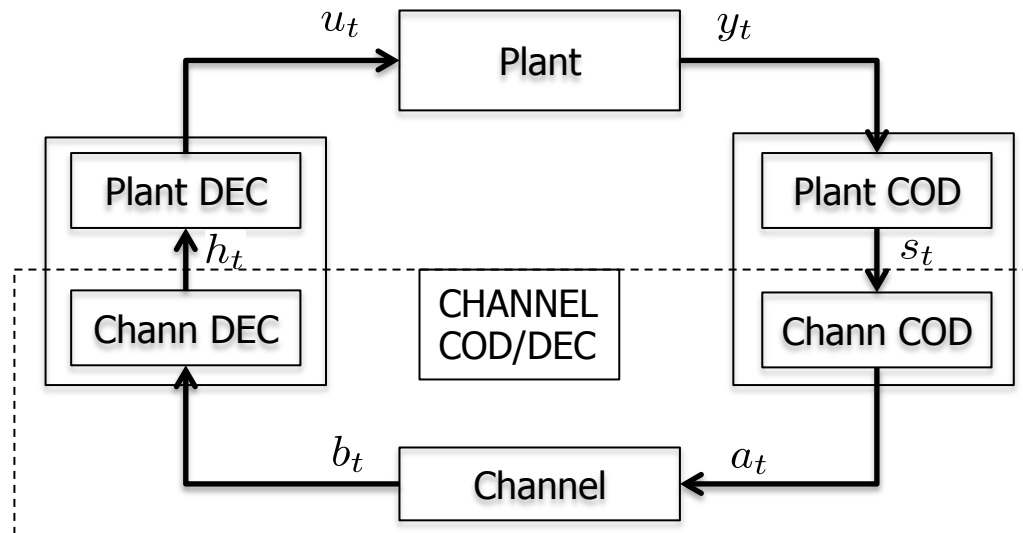 u_t
y_t
Plant
Plant DEC
Plant COD
h_t
s_t
CHANNEL
COD/DEC
Chann DEC
Chann COD
b_t
a_t
Channel